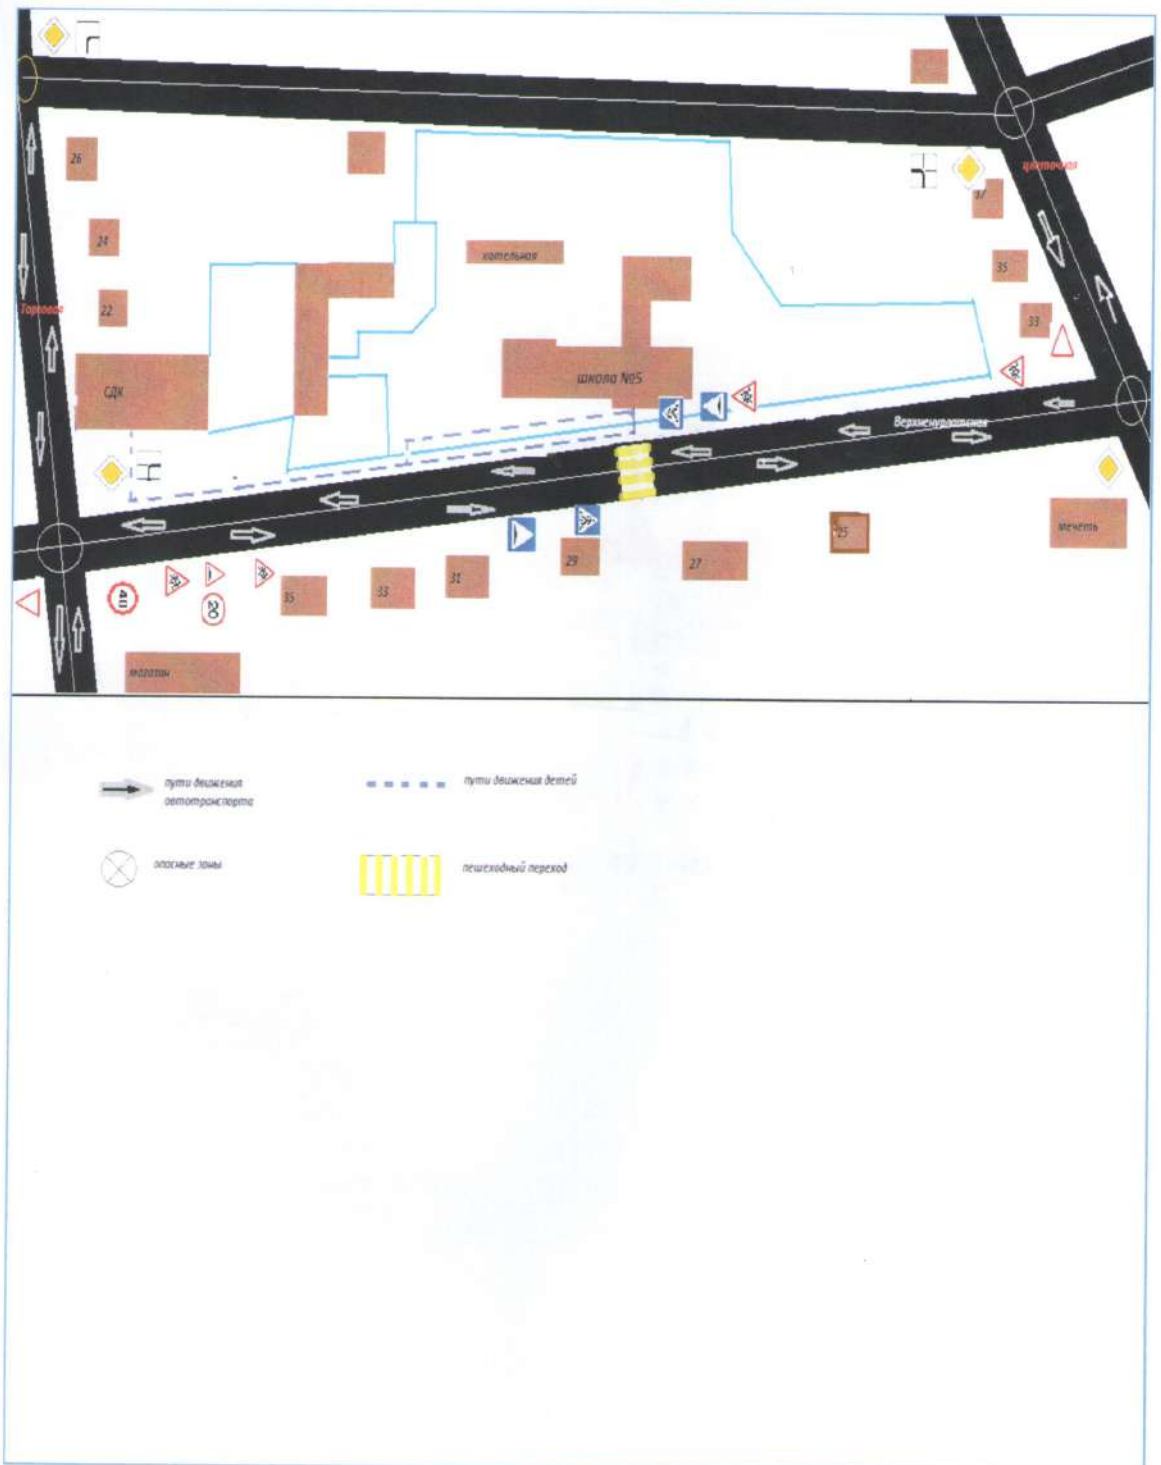 цветочная
26
37
24
котельная
35
22
Торговая
33
СДК
школа №5
Верхненурлатская
мечеть
25
29
27
31
33
35
40
20
магазин
пути движения
автотранспорта
пути движения детей
опасные зоны
пешеходный переход